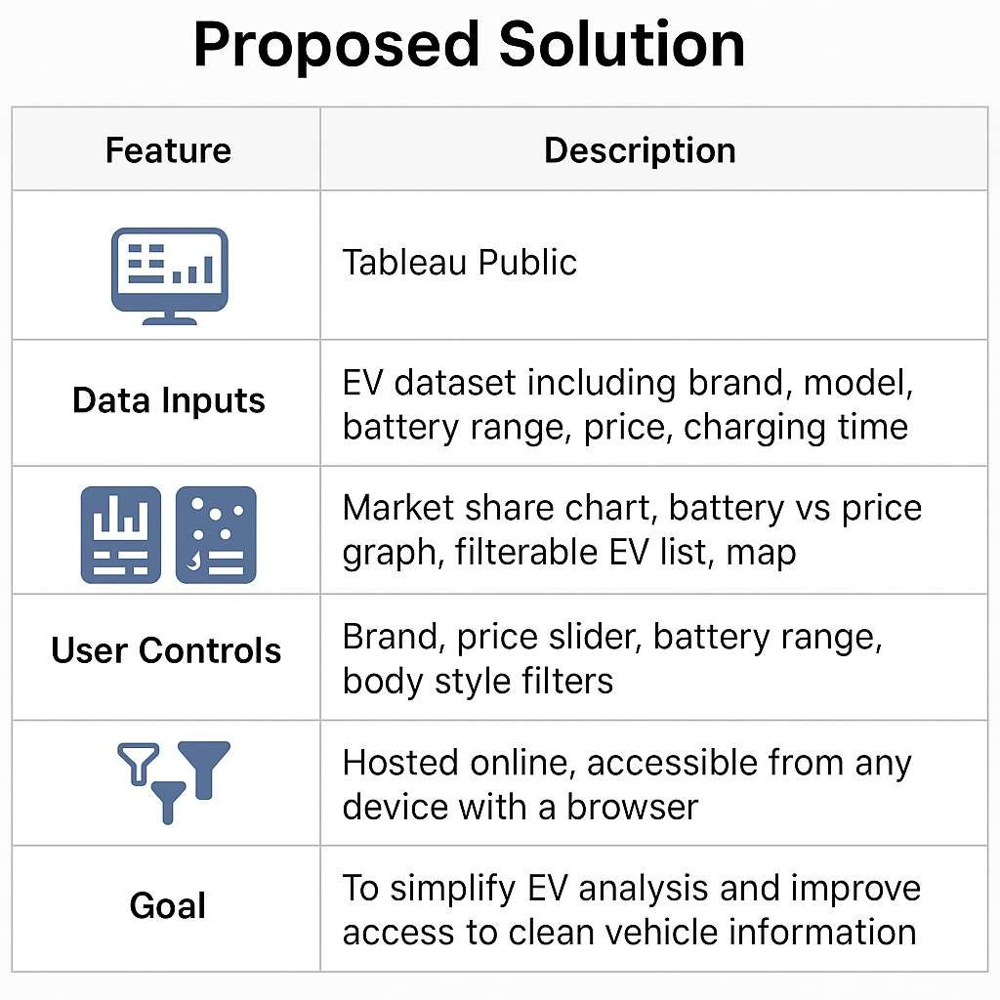 Proposed Solution
Feature
Description
Tableau Public
Data Inputs
EV dataset including brand, model,
battery range, price, charging time
Market share chart, battery vs price
graph, filterable EV list, map
User Controls
Brand, price slider, battery range,
body style filters
Hosted online, accessible from any
device with a browser
Goal
To simplify EV analysis and improve
access to clean vehicle information